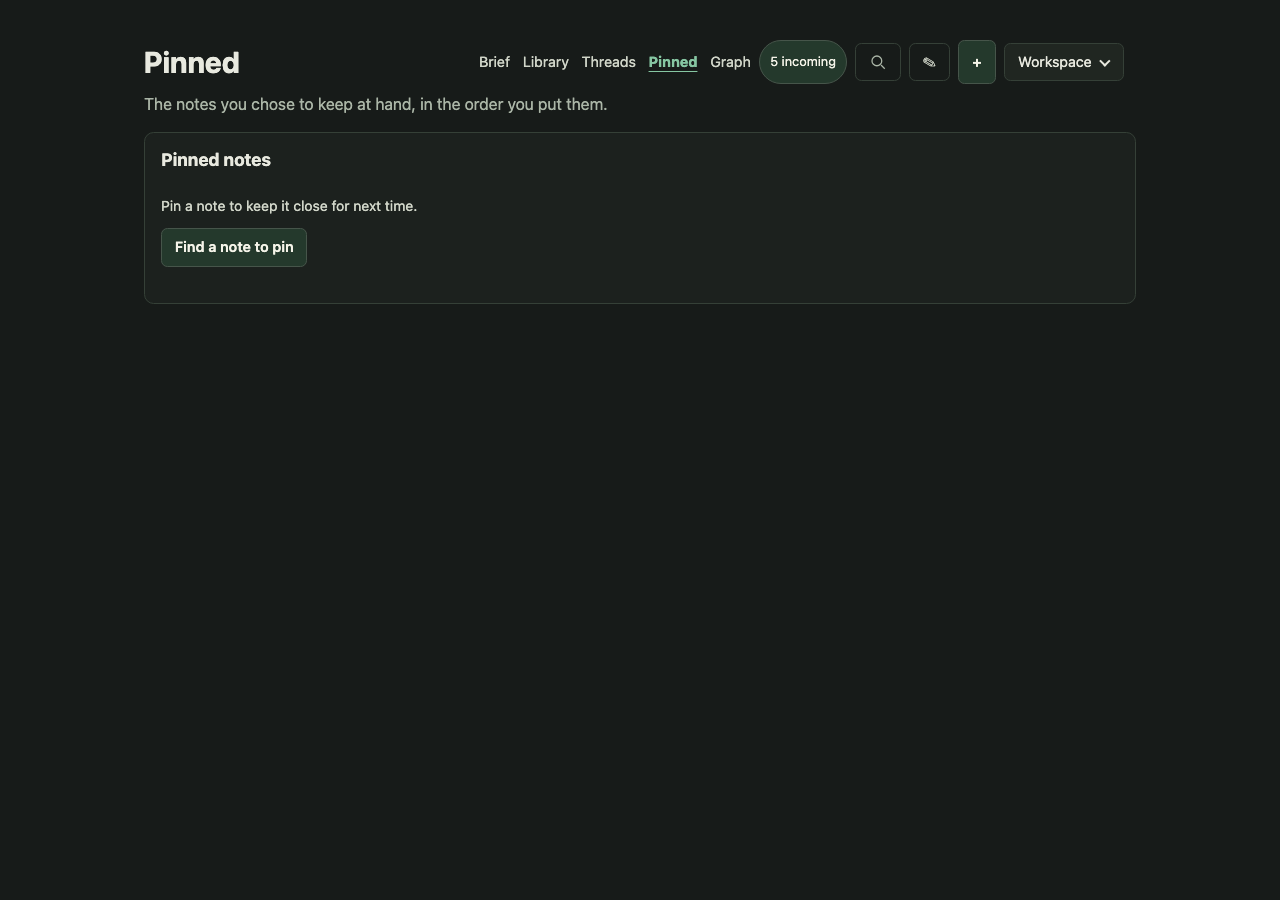 Pinned
Brief Library Threads Pinned Graph 5 incoming ✎ + Workspace
The notes you chose to keep at hand, in the order you put them.
Pinned notes
Pin a note to keep it close for next time.
Find a note to pin